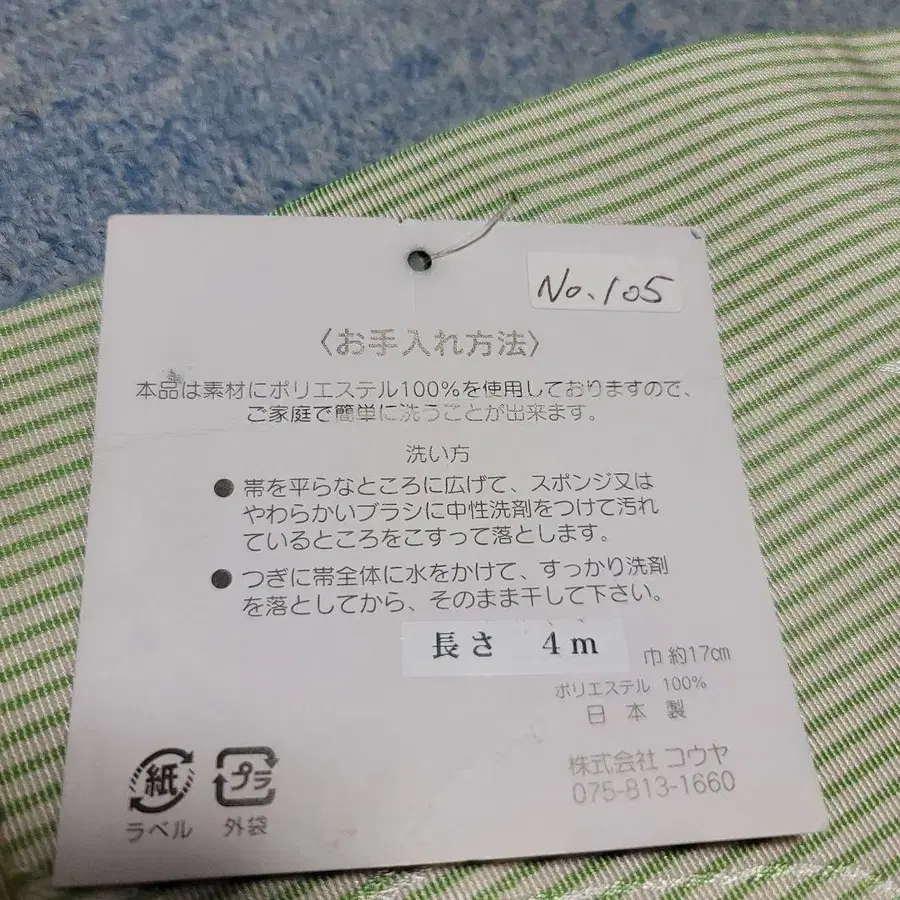 No.105
〈お手入れ方法〉
本品は素材にポリエステル100%を使用しておりますので、
ご家庭で簡単に洗うことが出来ます。
洗い方
● 帯を平らなところに広げて、スポンジ又は
やわらかいブラシに中性洗剤をつけて汚れ
ているところをこすって落とします。
● つぎに帯全体に水をかけて、すっかり洗剤
を落としてから、そのまま干して下さい。
長さ 4m
巾 約17cm
ポリエステル 100%
日本製
株式会社 コウヤ
075-813-1660
紙
ラベル
プラ
外袋